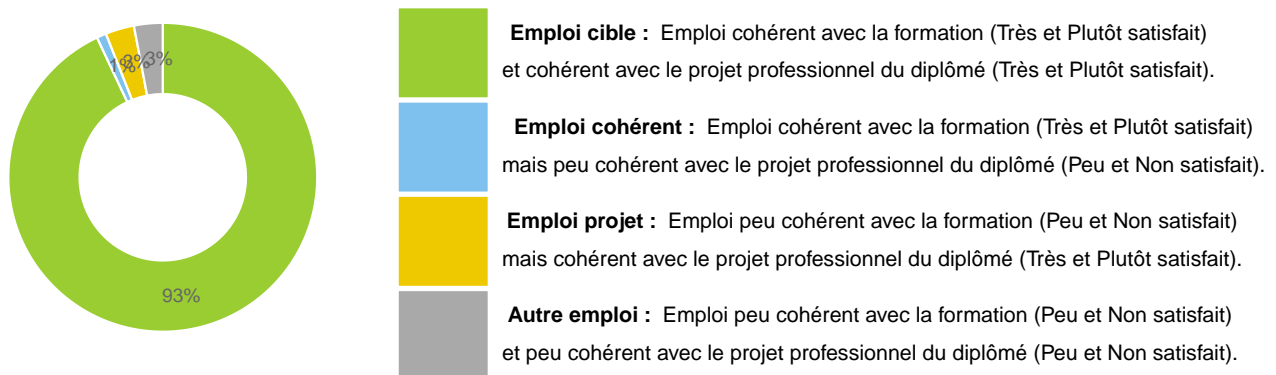 1%
3%
3%
93%
Emploi cible : Emploi cohérent avec la formation (Très et Plutôt satisfait)
et cohérent avec le projet professionnel du diplômé (Très et Plutôt satisfait).
Emploi cohérent : Emploi cohérent avec la formation (Très et Plutôt satisfait)
mais peu cohérent avec le projet professionnel du diplômé (Peu et Non satisfait).
Emploi projet : Emploi peu cohérent avec la formation (Peu et Non satisfait)
mais cohérent avec le projet professionnel du diplômé (Très et Plutôt satisfait).
Autre emploi : Emploi peu cohérent avec la formation (Peu et Non satisfait)
et peu cohérent avec le projet professionnel du diplômé (Peu et Non satisfait).